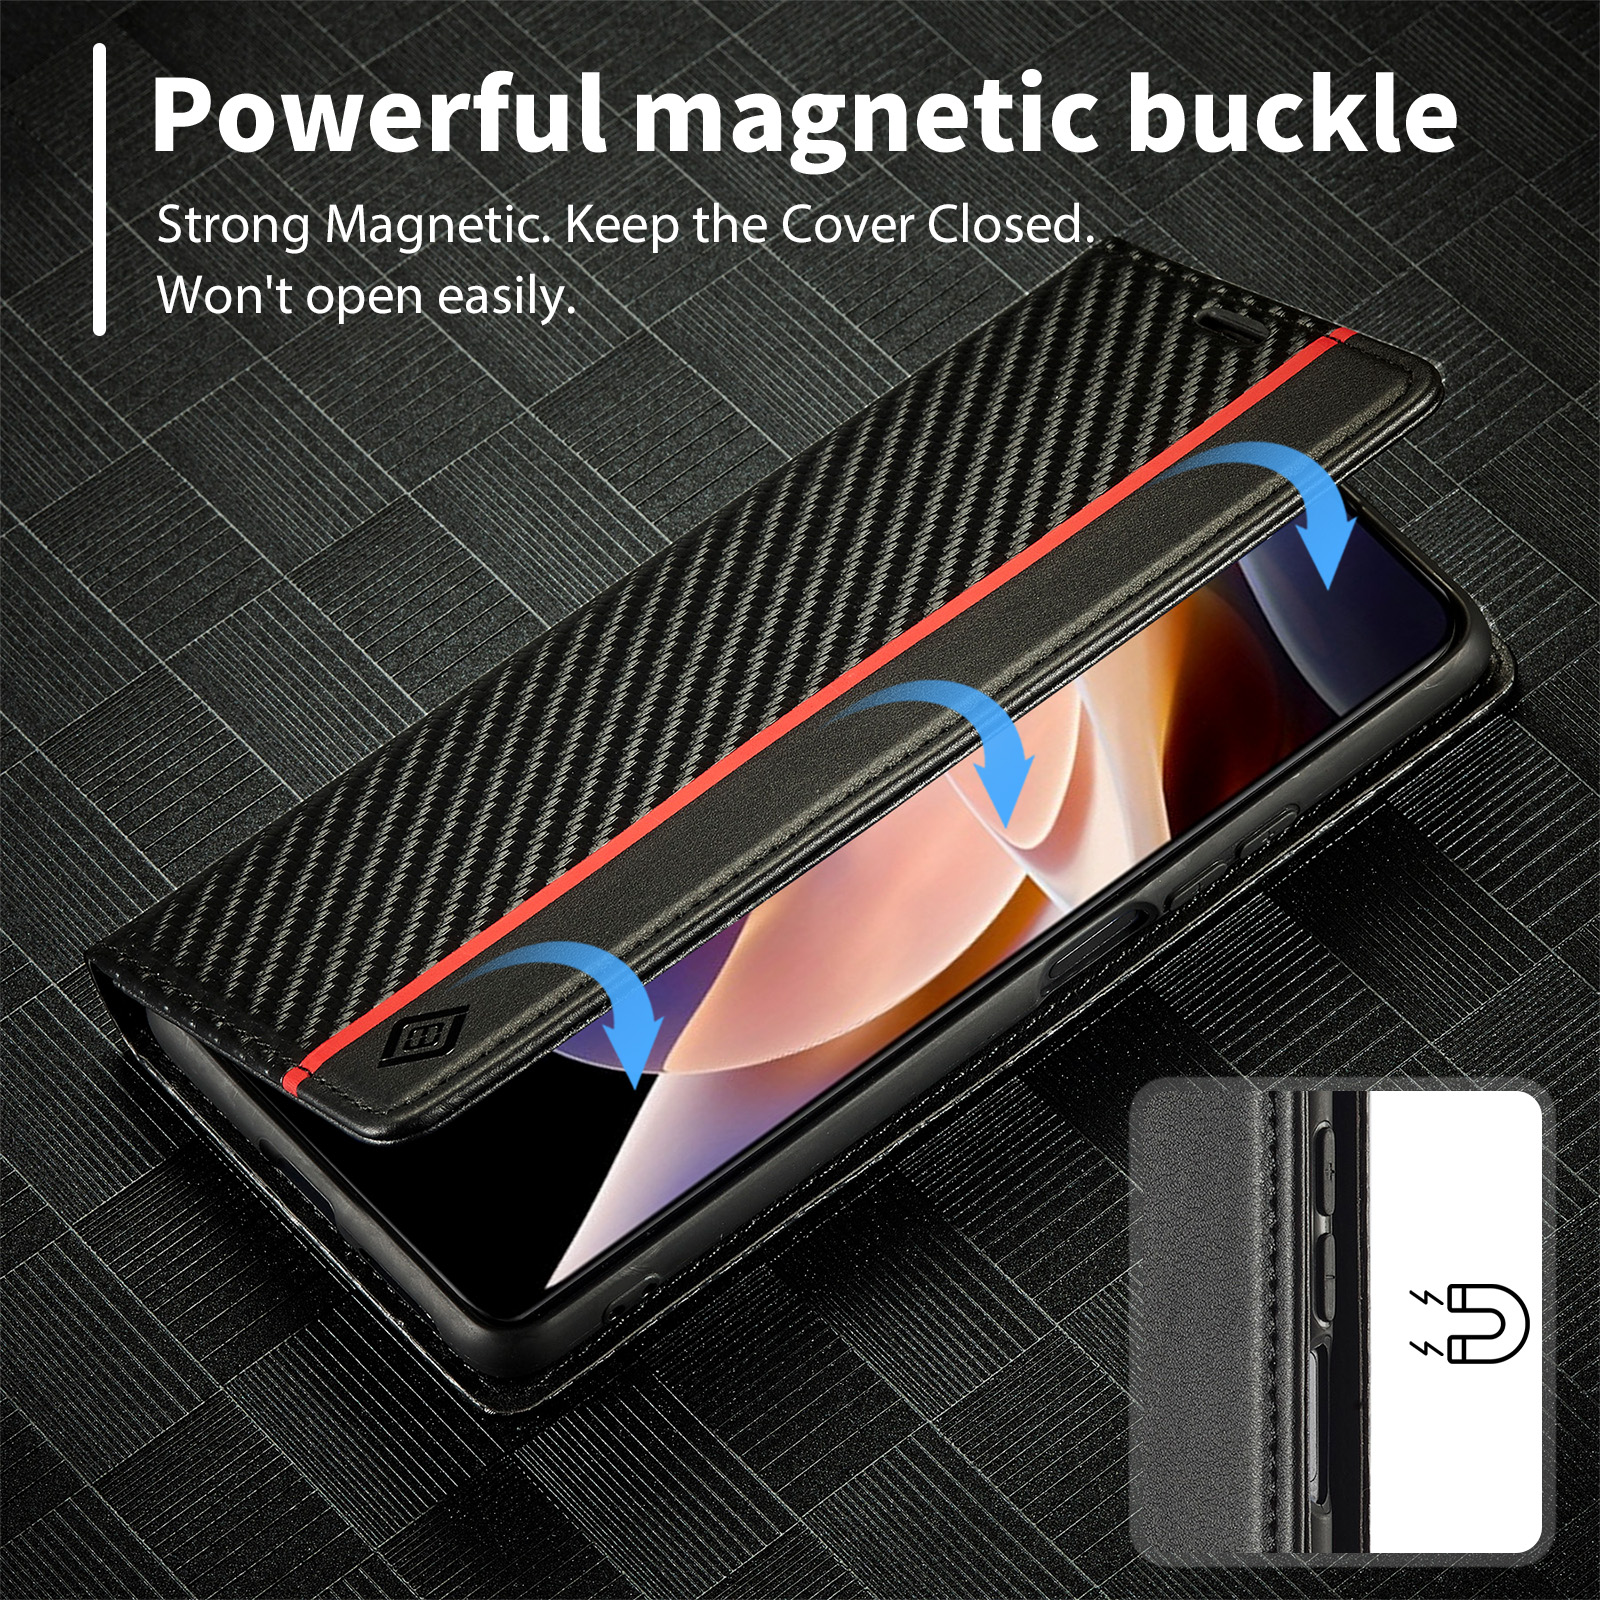 Powerful magnetic buckle
Strong Magnetic. Keep the Cover Closed.
Won't open easily.